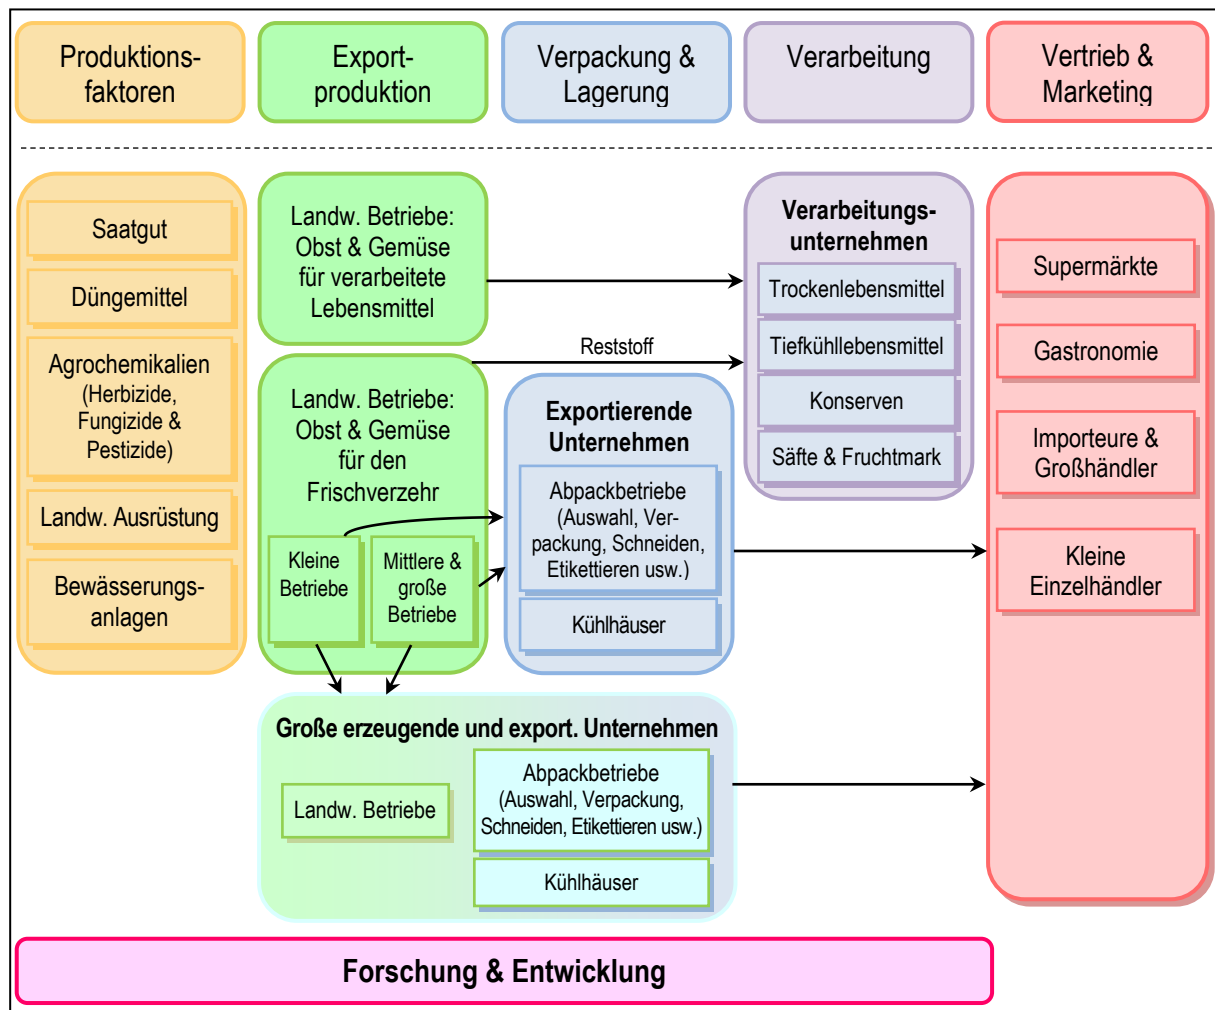 Produktions-
faktoren
Export-
produktion
Verpackung &
Lagerung
Verarbeitung
Vertrieb &
Marketing
Saatgut
Düngemittel
Agrochemikalien
(Herbizide,
Fungizide &
Pestizide)
Landw. Ausrüstung
Bewässerungs-
anlagen
Landw. Betriebe:
Obst & Gemüse
für verarbeitete
Lebensmittel
Landw. Betriebe:
Obst & Gemüse
für den
Frischverzehr
Kleine
Betriebe
Mittlere &
große
Betriebe
Reststoff
Exportierende
Unternehmen
Abpackbetriebe
(Auswahl, Ver-
packung, Schneiden,
Etikettieren usw.)
Kühlhäuser
Verarbeitungs-
unternehmen
Trockenlebensmittel
Tiefkühllebensmittel
Konserven
Säfte & Fruchtmark
Supermärkte
Gastronomie
Importeure &
Großhändler
Kleine
Einzelhändler
Große erzeugende und export. Unternehmen
Landw. Betriebe
Abpackbetriebe
(Auswahl, Verpackung,
Schneiden, Etikettieren usw.)
Kühlhäuser
Forschung & Entwicklung